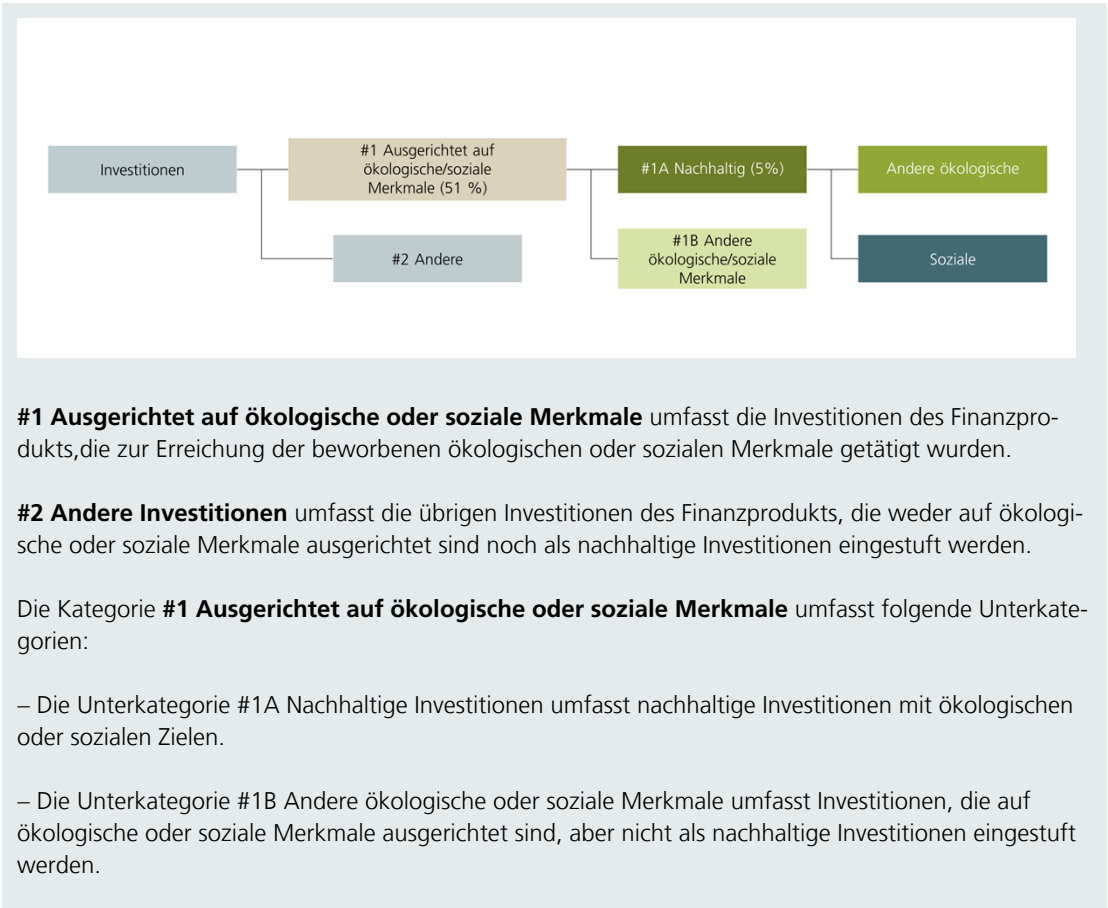 Investitionen
#1 Ausgerichtet auf
ökologische/soziale
Merkmale (51 %)
#1A Nachhaltig (5%)
Andere ökologische
#2 Andere
#1B Andere
ökologische/soziale
Merkmale
Soziale
#1 Ausgerichtet auf ökologische oder soziale Merkmale umfasst die Investitionen des Finanzpro-
dukts,die zur Erreichung der beworbenen ökologischen oder sozialen Merkmale getätigt wurden.
#2 Andere Investitionen umfasst die übrigen Investitionen des Finanzprodukts, die weder auf ökologi-
sche oder soziale Merkmale ausgerichtet sind noch als nachhaltige Investitionen eingestuft werden.
Die Kategorie #1 Ausgerichtet auf ökologische oder soziale Merkmale umfasst folgende Unterkate-
gorien:
– Die Unterkategorie #1A Nachhaltige Investitionen umfasst nachhaltige Investitionen mit ökologischen
oder sozialen Zielen.
– Die Unterkategorie #1B Andere ökologische oder soziale Merkmale umfasst Investitionen, die auf
ökologische oder soziale Merkmale ausgerichtet sind, aber nicht als nachhaltige Investitionen eingestuft
werden.